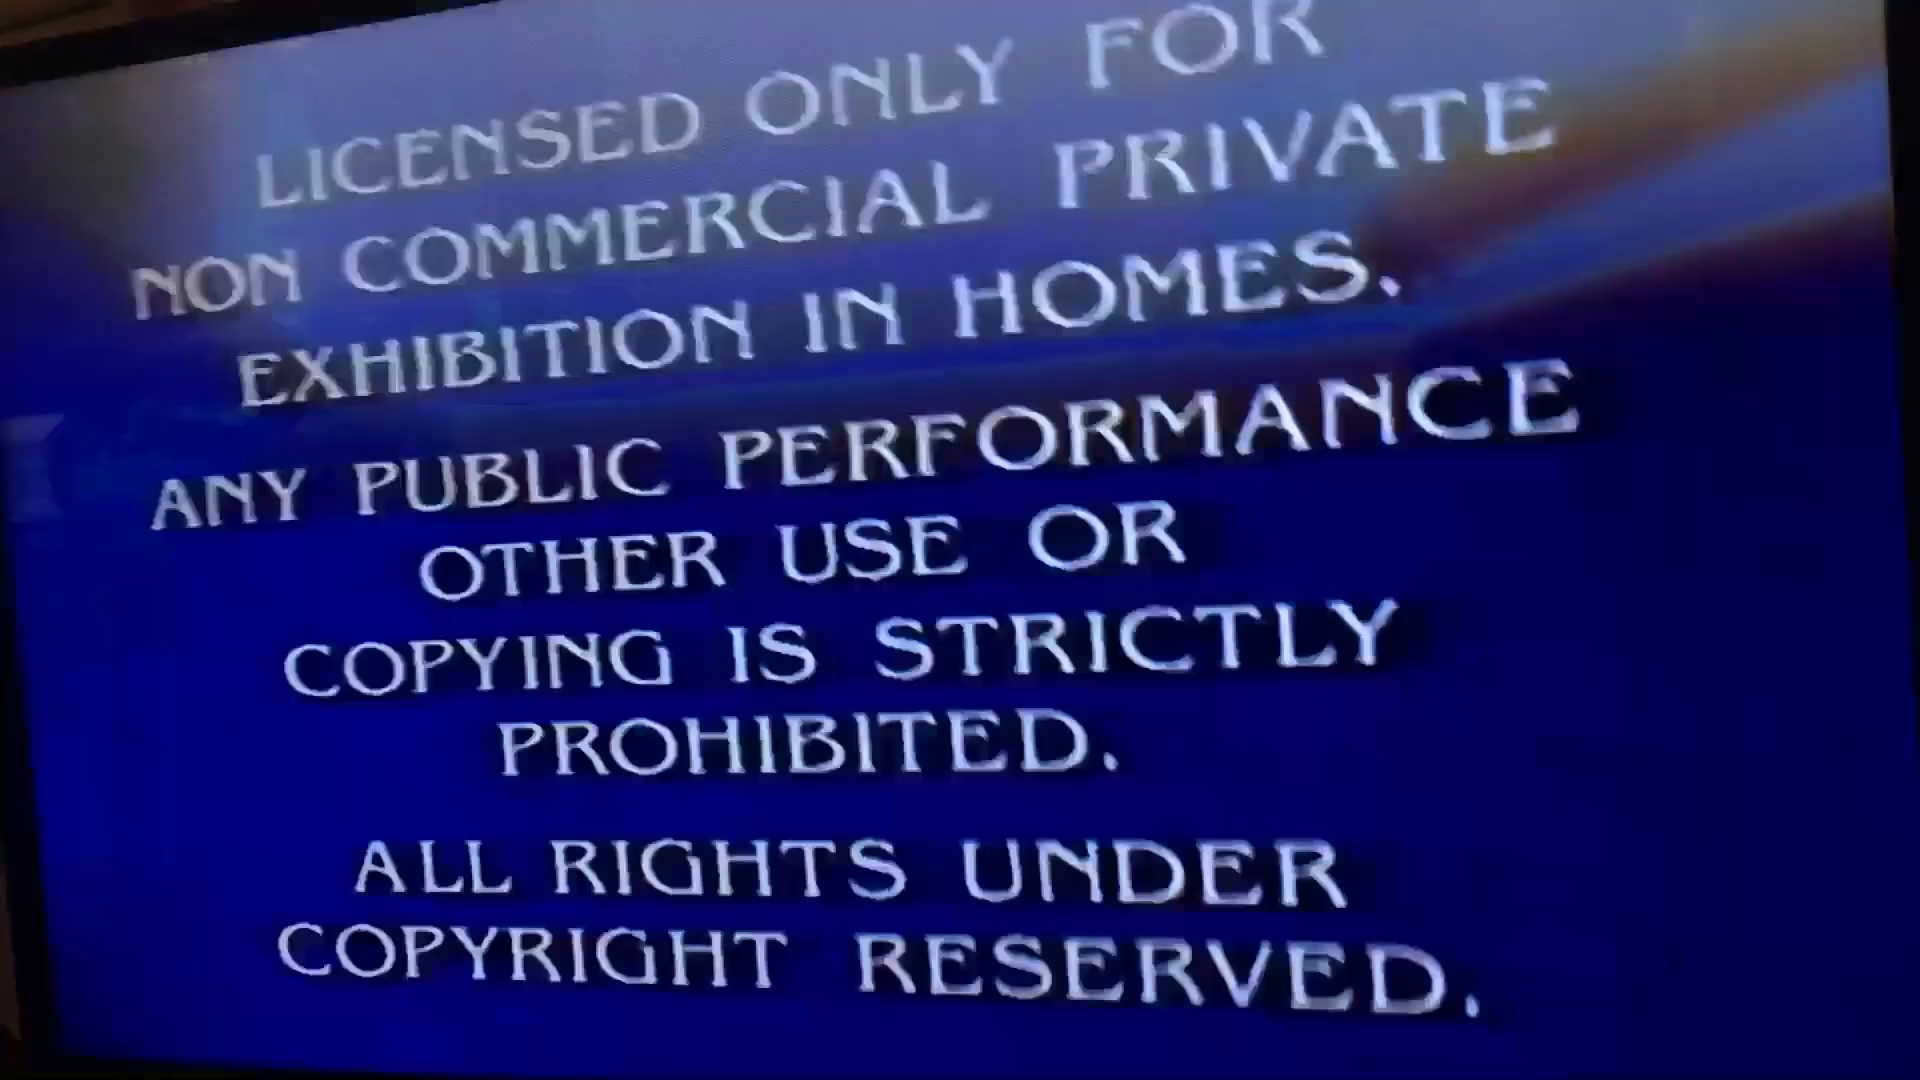 LICENSED ONLY FOR
NON COMMERCIAL PRIVATE
EXHIBITION IN HOMES.
ANY PUBLIC PERFORMANCE
OTHER USE OR
COPYING IS STRICTLY
PROHIBITED.
ALL RIGHTS UNDER
COPYRIGHT RESERVED.